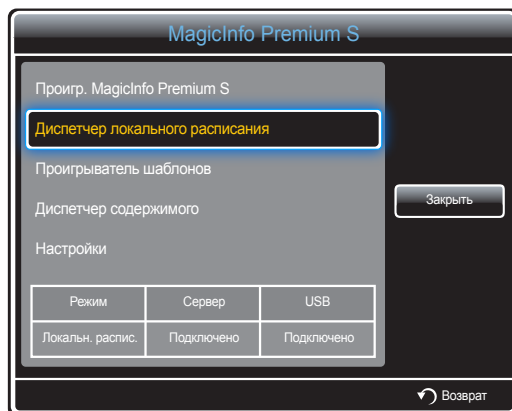 MagicInfo Premium S
Проигр. MagicInfo Premium S
Диспетчер локального расписания
Проигрыватель шаблонов
Диспетчер содержимого
Настройки
Закрыть
Режим Сервер USB
Локальн. распис. Подключено Подключено
Возврат